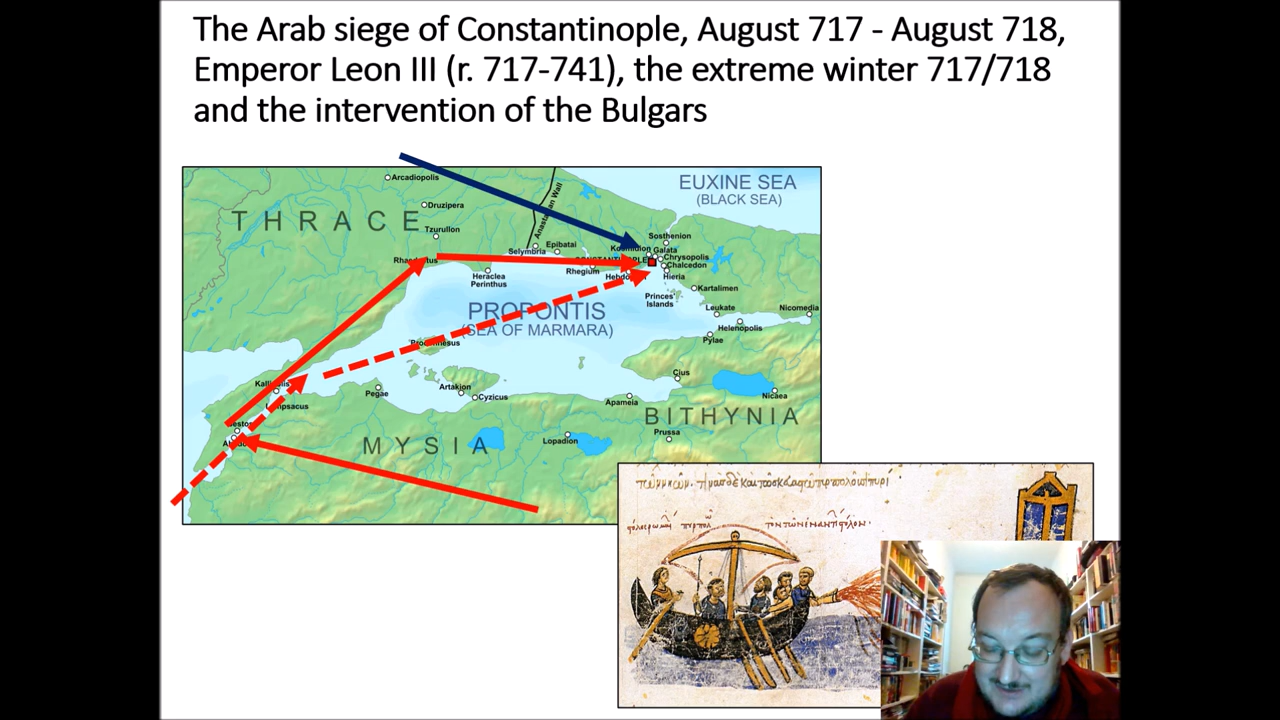 The Arab siege of Constantinople, August 717 - August 718,
Emperor Leon III (r. 717-741), the extreme winter 717/718
and the intervention of the Bulgars
EUXINE SEA
(BLACK SEA)
Arcadiopolis
THRACE
Druzipera
Tzurullon
Anastasian Wall
Sosthenion
Selymbria
Epibatai
Galata
Chrysopolis
Chalcedon
Rhegium
Hieria
Heraclea
Perinthus
Kartalimen
Princes'
Islands
PROPONTIS
(SEA OF MARMARA)
Leukate
Nicomedia
Helenopolis
Pylae
Cius
Pegae
Artakion
Cyzicus
Apameia
Nicaea
BITHYNIA
MYSIA
Lopadion
Prussa